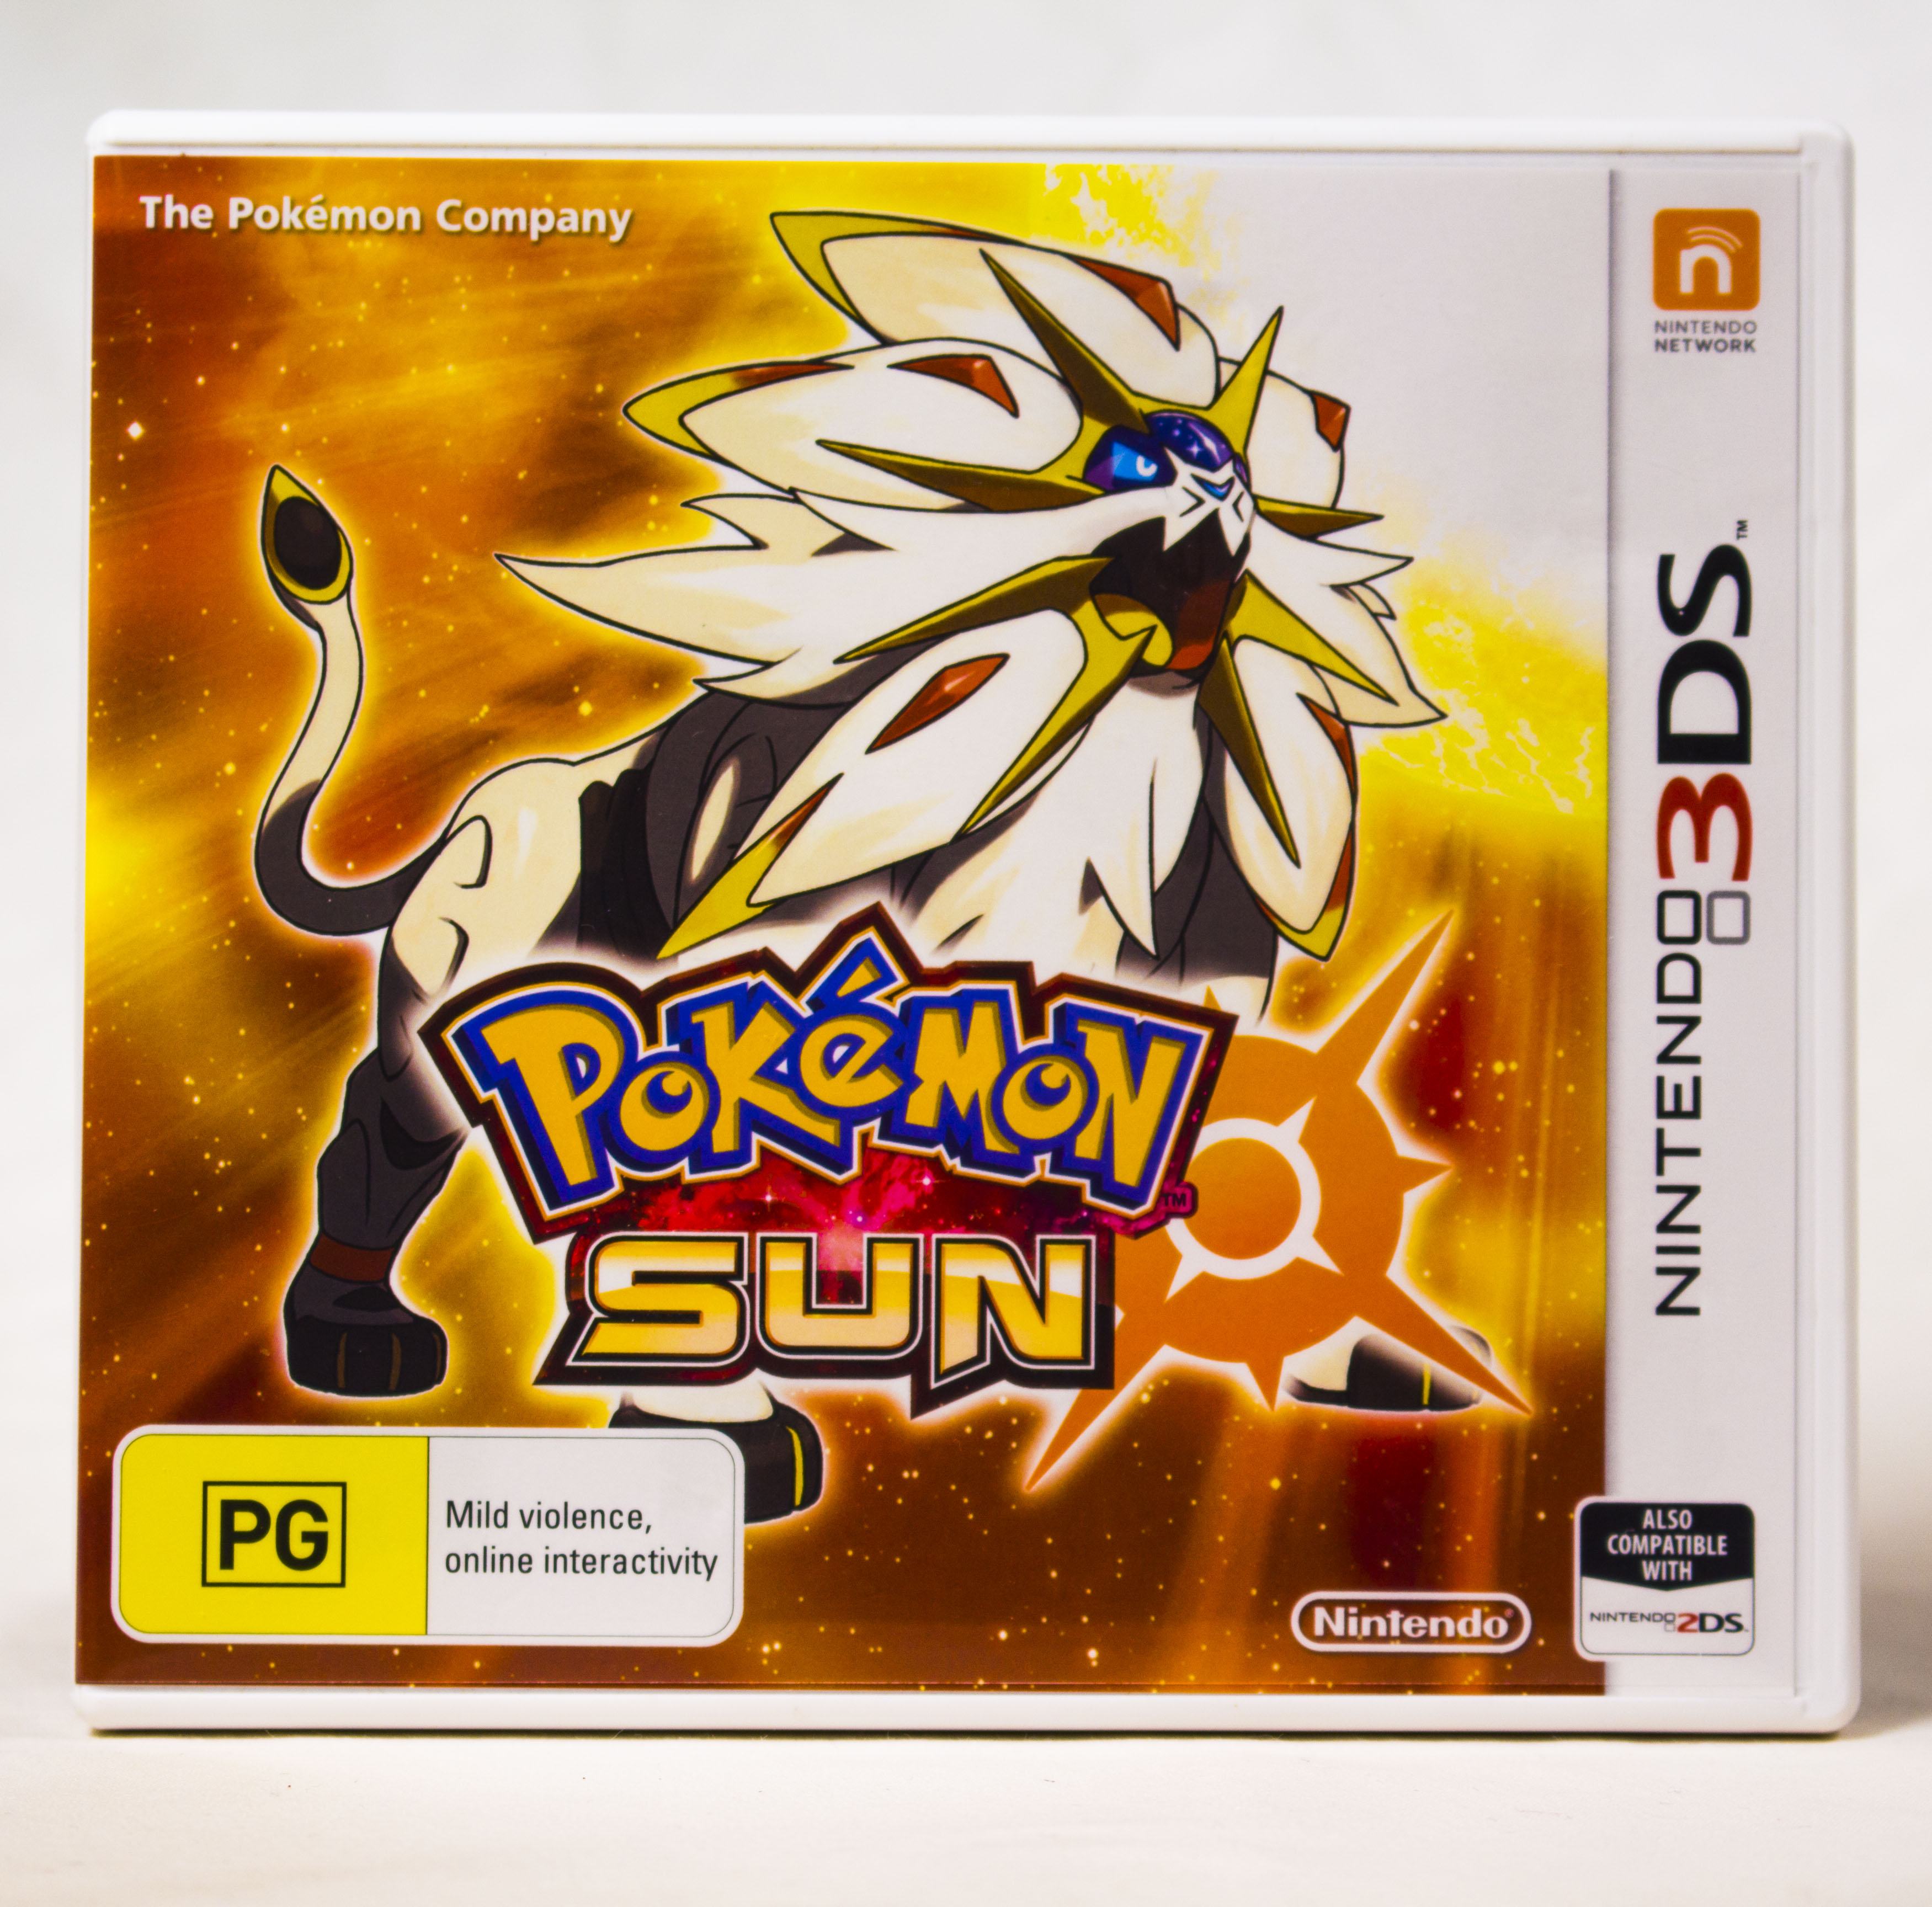 The Pokémon Company
n
NINTENDO
NETWORK
NINTENDO 3DS™
POKéMON™
SUN
PG
Mild violence,
online interactivity
Nintendo®
ALSO
COMPATIBLE
WITH
NINTENDO 2DS™